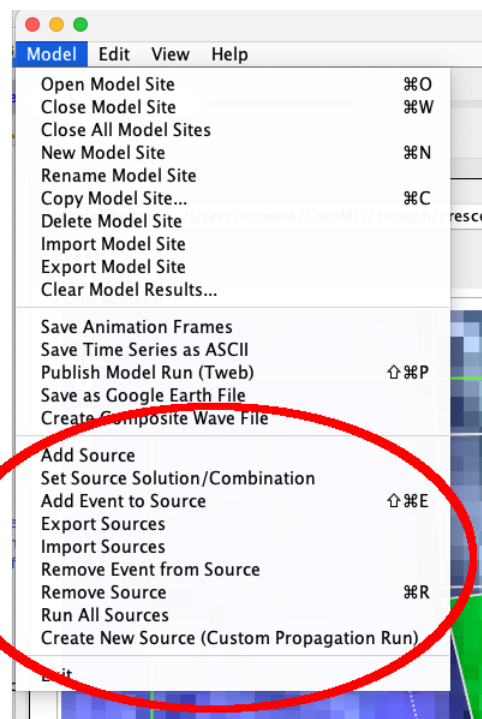 Model Edit View Help
Open Model Site ⌘O
Close Model Site ⌘W
Close All Model Sites
New Model Site ⌘N
Rename Model Site
Copy Model Site... ⌘C
Delete Model Site
Import Model Site
Export Model Site
Clear Model Results...
Save Animation Frames
Save Time Series as ASCII
Publish Model Run (Tweb) ⇧⌘P
Save as Google Earth File
Create Composite Wave File
Add Source
Set Source Solution/Combination
Add Event to Source ⇧⌘E
Export Sources
Import Sources
Remove Event from Source
Remove Source ⌘R
Run All Sources
Create New Source (Custom Propagation Run)
Exit